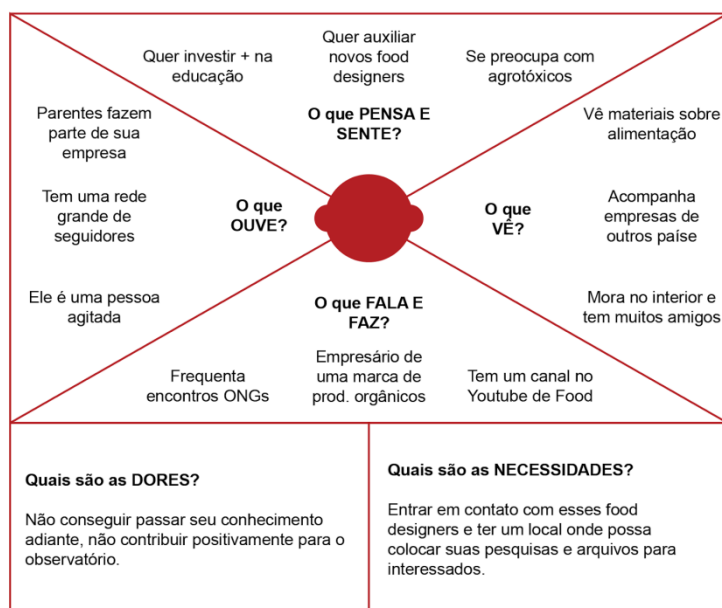 Quer investir + na
educação
Quer auxiliar
novos food
designers
Se preocupa com
agrotóxicos
O que PENSA E
SENTE?
Parentes fazem
parte de sua
empresa
Tem uma rede
grande de
seguidores
Ele é uma pessoa
agitada
O que
OUVE?
O que
VÊ?
Vê materiais sobre
alimentação
Acompanha
empresas de
outros paíse
Mora no interior e
tem muitos amigos
O que FALA E
FAZ?
Frequenta
encontros ONGs
Empresário de
uma marca de
prod. orgânicos
Tem um canal no
Youtube de Food
Quais são as DORES?
Não conseguir passar seu conhecimento
adiante, não contribuir positivamente para o
observatório.
Quais são as NECESSIDADES?
Entrar em contato com esses food
designers e ter um local onde possa
colocar suas pesquisas e arquivos para
interessados.